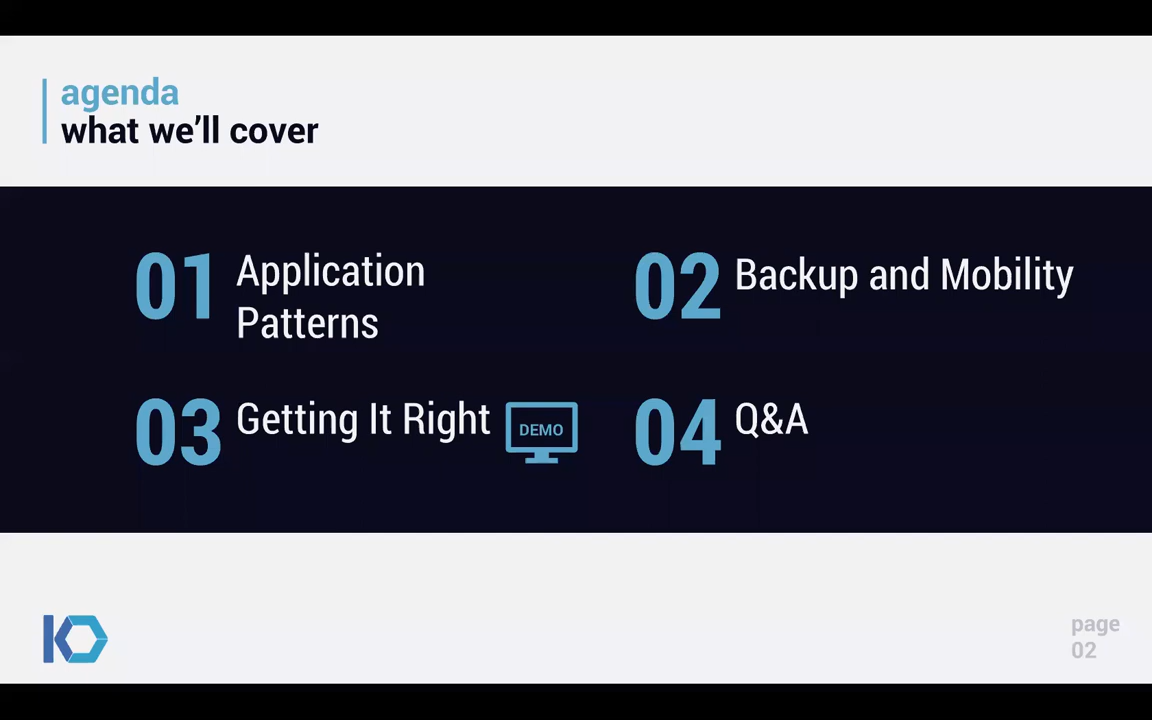 agenda
what we'll cover
01 Application
Patterns
02 Backup and Mobility
03 Getting It Right DEMO
04 Q&A
page
02